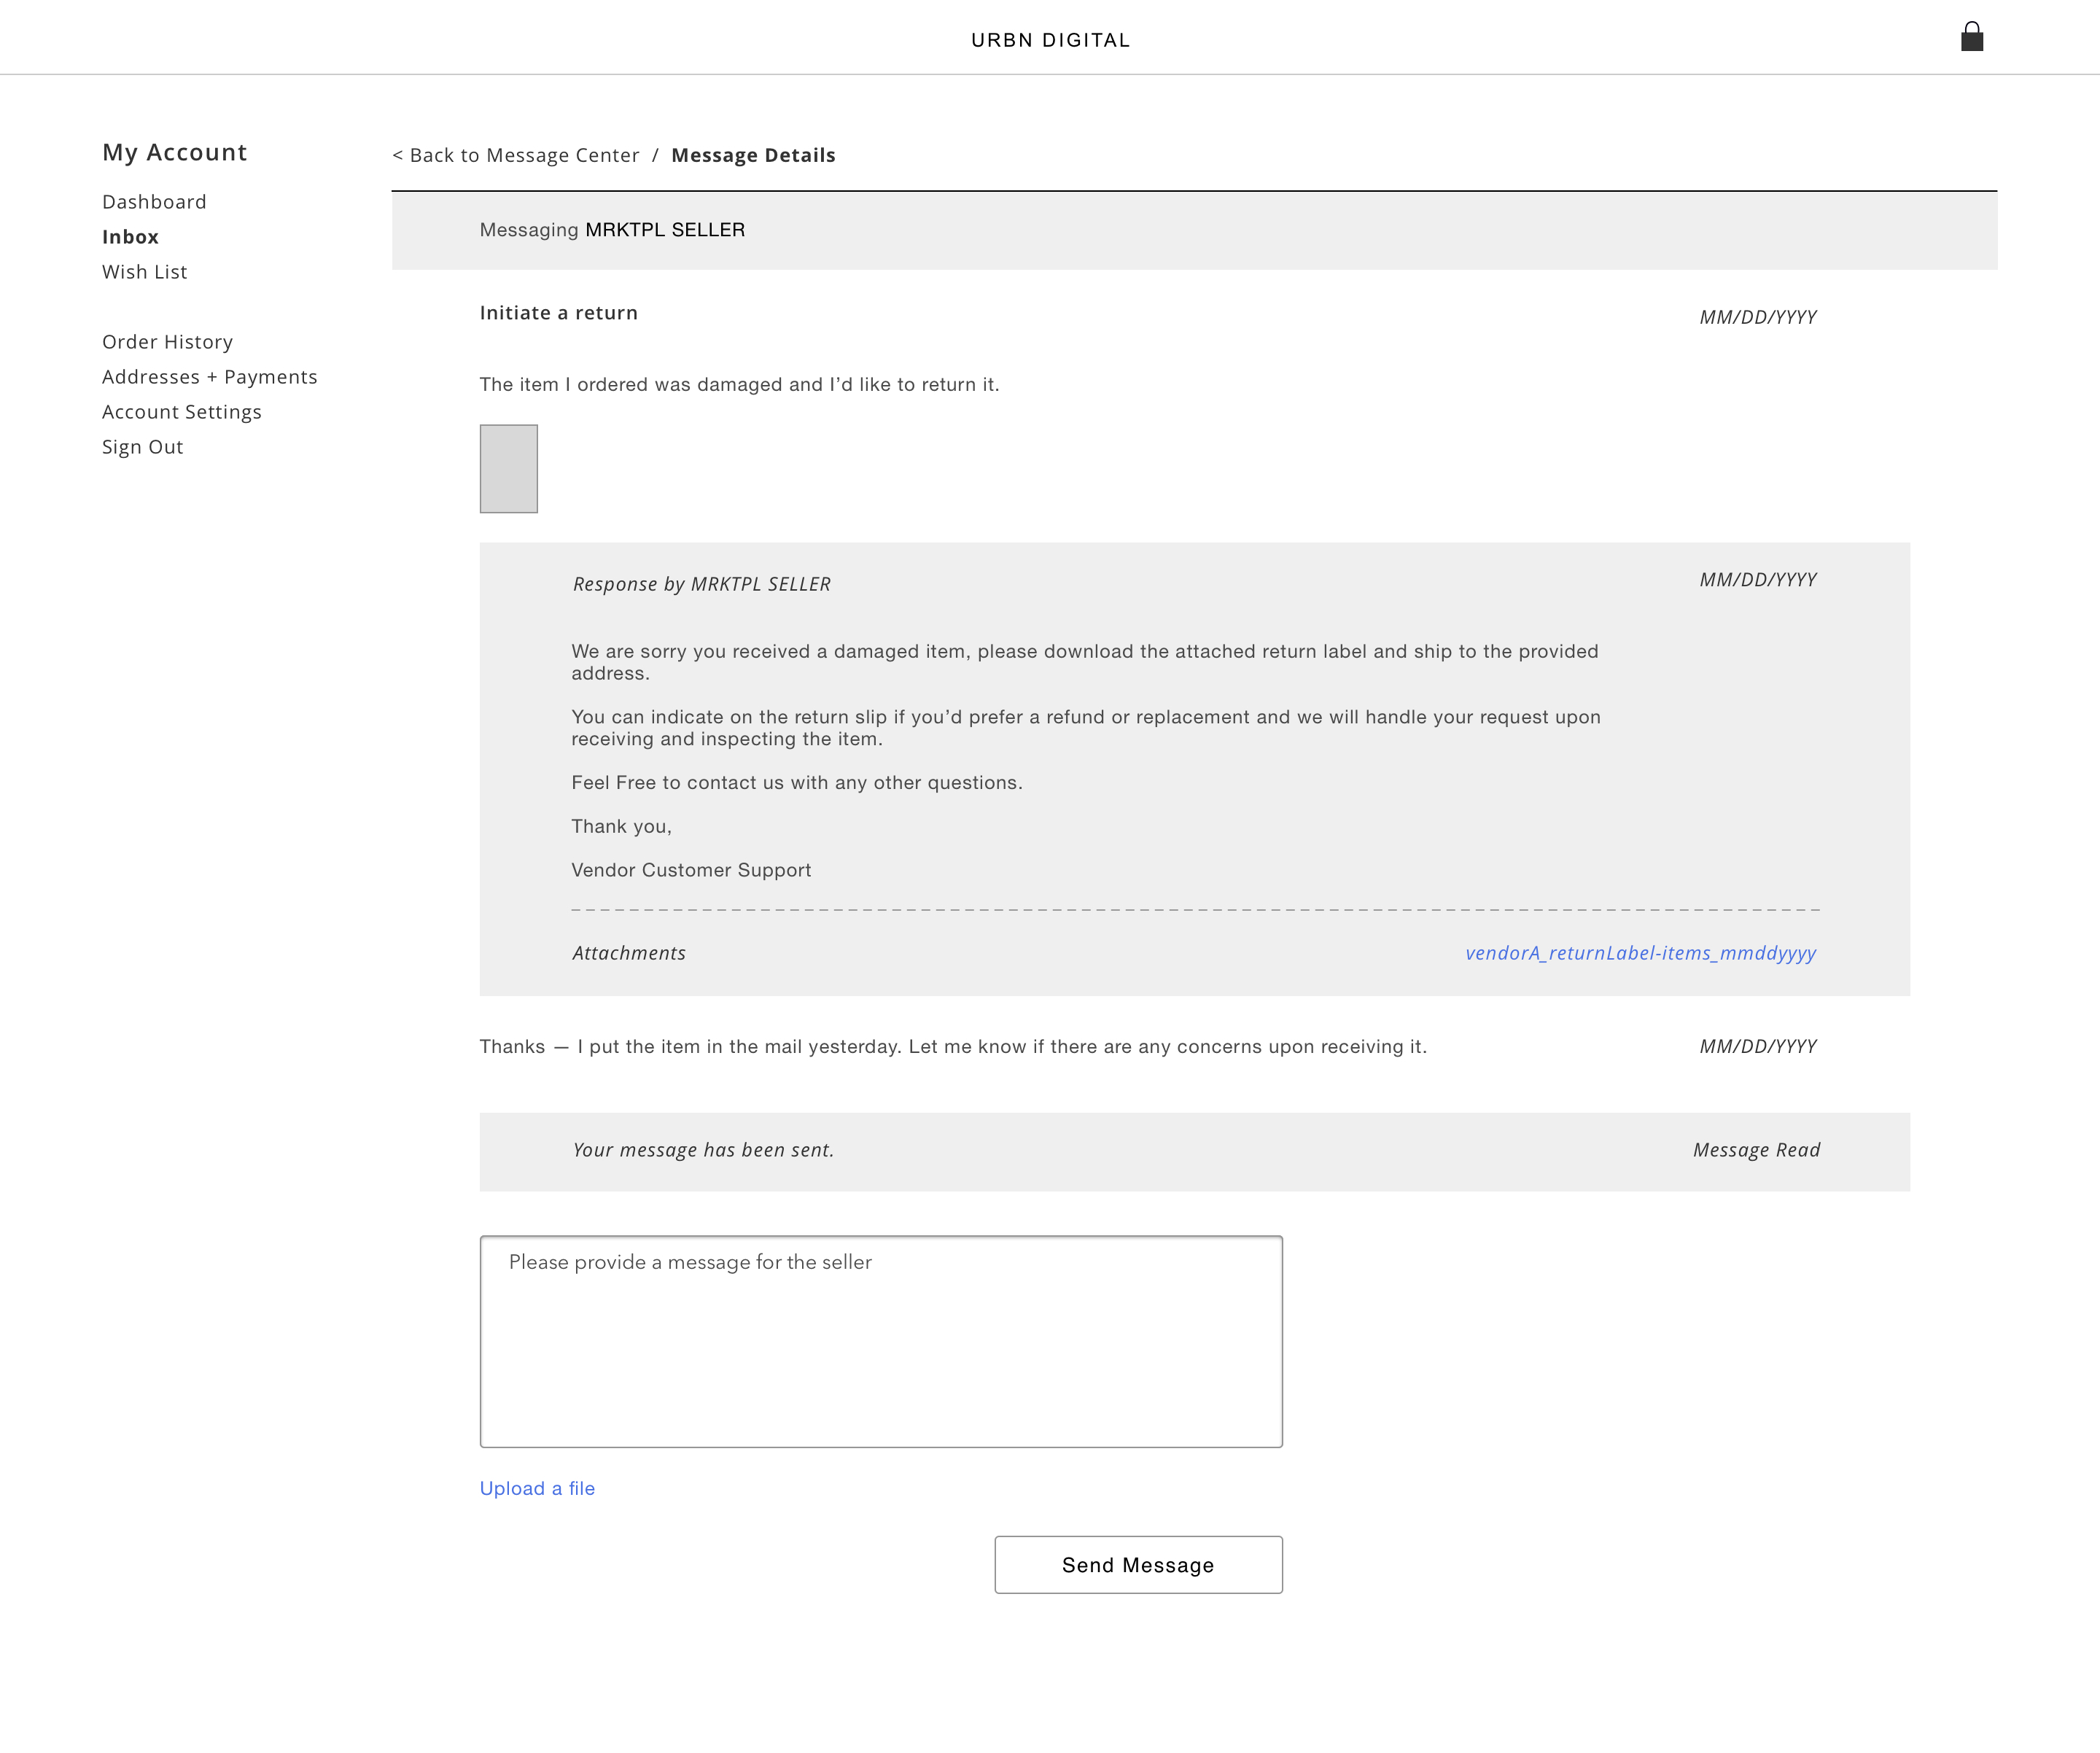 URBN DIGITAL
My Account
Dashboard
Inbox
Wish List
Order History
Addresses + Payments
Account Settings
Sign Out
< Back to Message Center / Message Details
Messaging MRKTPL SELLER
Initiate a return
MM/DD/YYYY
The item I ordered was damaged and I’d like to return it.
Response by MRKTPL SELLER
MM/DD/YYYY
We are sorry you received a damaged item, please download the attached return label and ship to the provided
address.
You can indicate on the return slip if you’d prefer a refund or replacement and we will handle your request upon
receiving and inspecting the item.
Feel Free to contact us with any other questions.
Thank you,
Vendor Customer Support
Attachments
vendorA_returnLabel-items_mmddyyyy
Thanks — I put the item in the mail yesterday. Let me know if there are any concerns upon receiving it.
MM/DD/YYYY
Your message has been sent.
Message Read
Please provide a message for the seller
Upload a file
Send Message